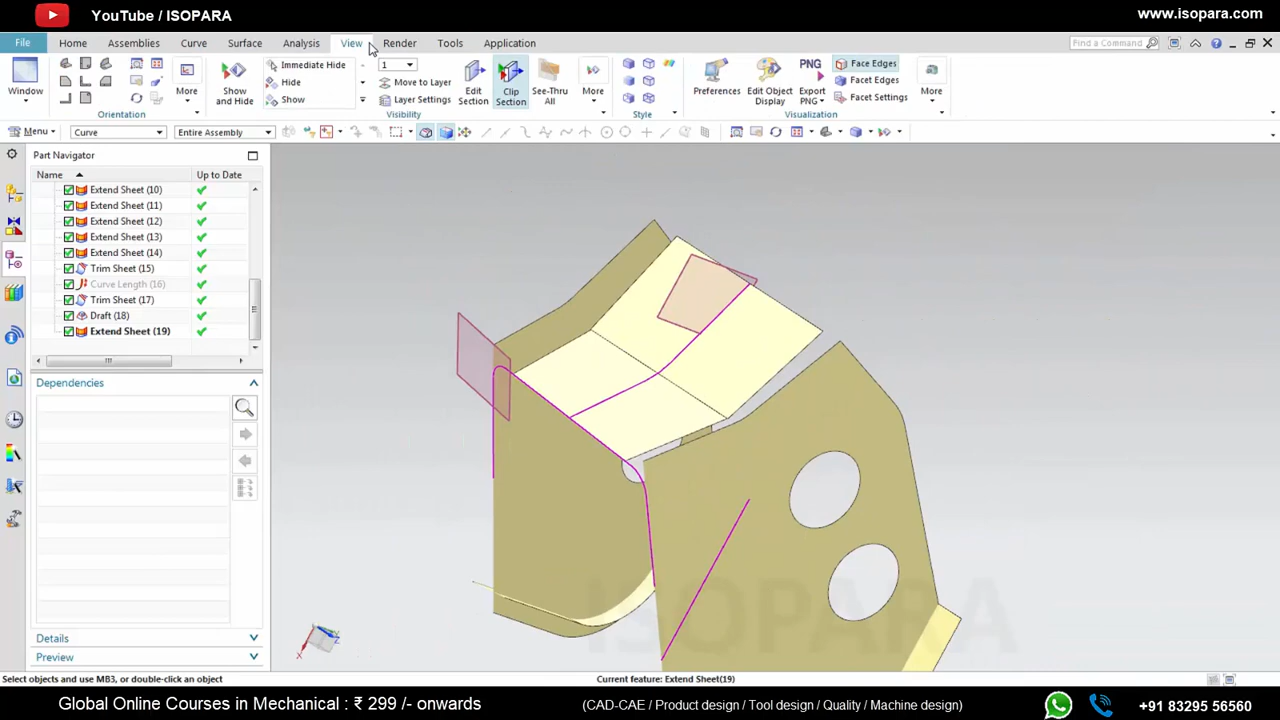 YouTube / ISOPARA
www.isopara.com
File Home Assemblies Curve Surface Analysis View Render Tools Application Find a Command
Window
Orientation
More
Show and Hide
Immediate Hide
Hide
Show
1
Move to Layer
Layer Settings
Visibility
Edit Section
Clip Section
See-Thru All
More
Style
Preferences
Edit Object Display
PNG
Export PNG
Face Edges
Facet Edges
Facet Settings
Visualization
More
Menu Curve Entire Assembly
Part Navigator
Name Up to Date
Extend Sheet (10)
Extend Sheet (11)
Extend Sheet (12)
Extend Sheet (13)
Extend Sheet (14)
Trim Sheet (15)
Curve Length (16)
Trim Sheet (17)
Draft (18)
Extend Sheet (19)
Dependencies
Details
Preview
X
Z
ISOPARA
Select objects and use MB3, or double-click an object
Current feature: Extend Sheet(19)
Global Online Courses in Mechanical : ₹ 299 /- onwards
(CAD-CAE / Product design / Tool design / Quality / Machine design)
+91 83295 56560